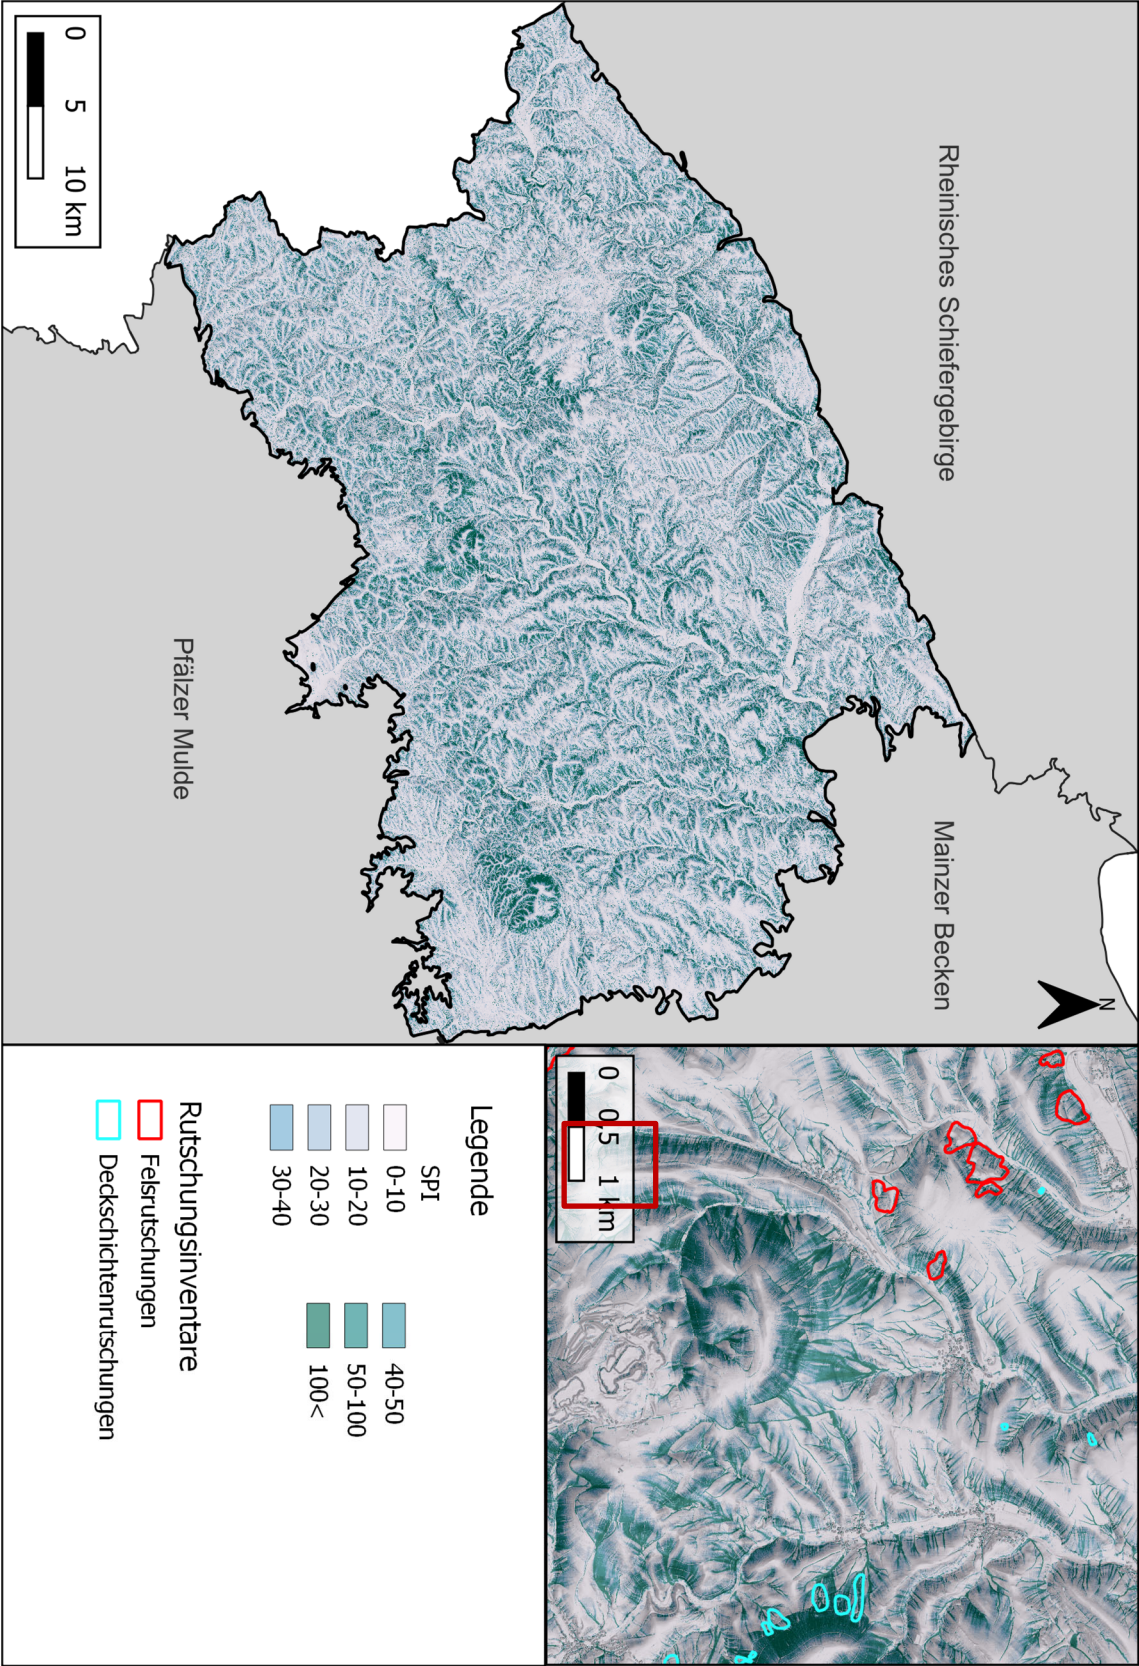 Rheinisches Schiefergebirge
Mainzer Becken
Pfälzer Mulde
N
0 5 10 km
0 0,5 1 km
Legende
SPI
0-10
10-20
20-30
30-40
40-50
50-100
100<
Rutschungsinventare
Felsrutschungen
Deckschichtenrutschungen